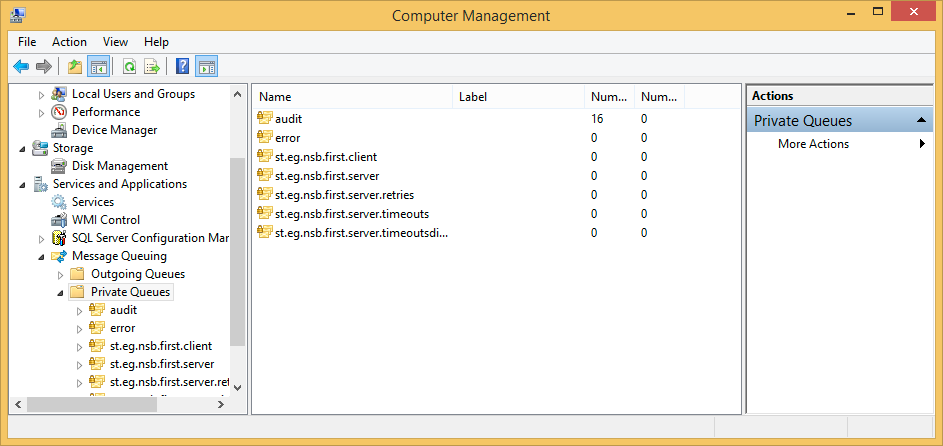 Computer Management
File Action View Help
Local Users and Groups
Performance
Device Manager
Storage
Disk Management
Services and Applications
Services
WMI Control
SQL Server Configuration Mar
Message Queuing
Outgoing Queues
Private Queues
audit
error
st.eg.nsb.first.client
st.eg.nsb.first.server
st.eg.nsb.first.server.ret
Name Label Num... Num...
audit 16 0
error 0 0
st.eg.nsb.first.client 0 0
st.eg.nsb.first.server 0 0
st.eg.nsb.first.server.retries 0 0
st.eg.nsb.first.server.timeouts 0 0
st.eg.nsb.first.server.timeoutsdi... 0 0
Actions
Private Queues
More Actions